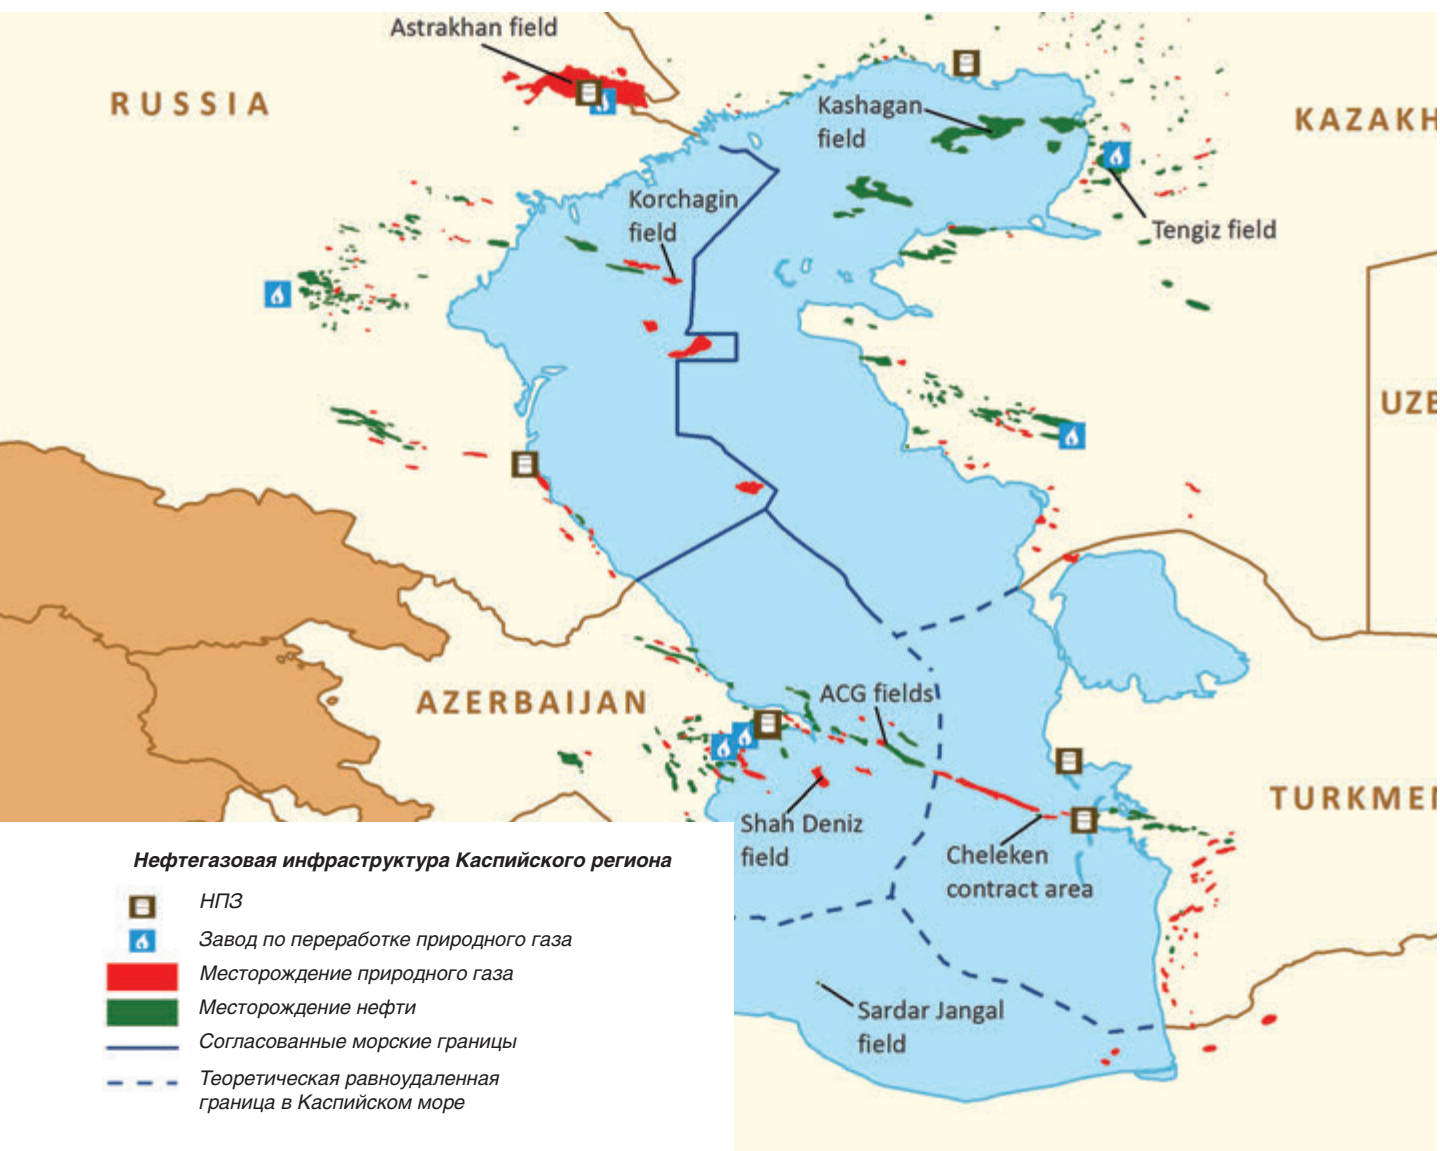 Astrakhan field
RUSSIA
Kashagan
field
KAZAKH
Korchagin
field
Tengiz field
UZE
AZERBAIJAN
ACG fields
TURKMEN
Shah Deniz
field
Cheleken
contract area
Sardar Jangal
field
Нефтегазовая инфраструктура Каспийского региона
НПЗ
Завод по переработке природного газа
Месторождение природного газа
Месторождение нефти
Согласованные морские границы
Теоретическая равноудаленная
граница в Каспийском море